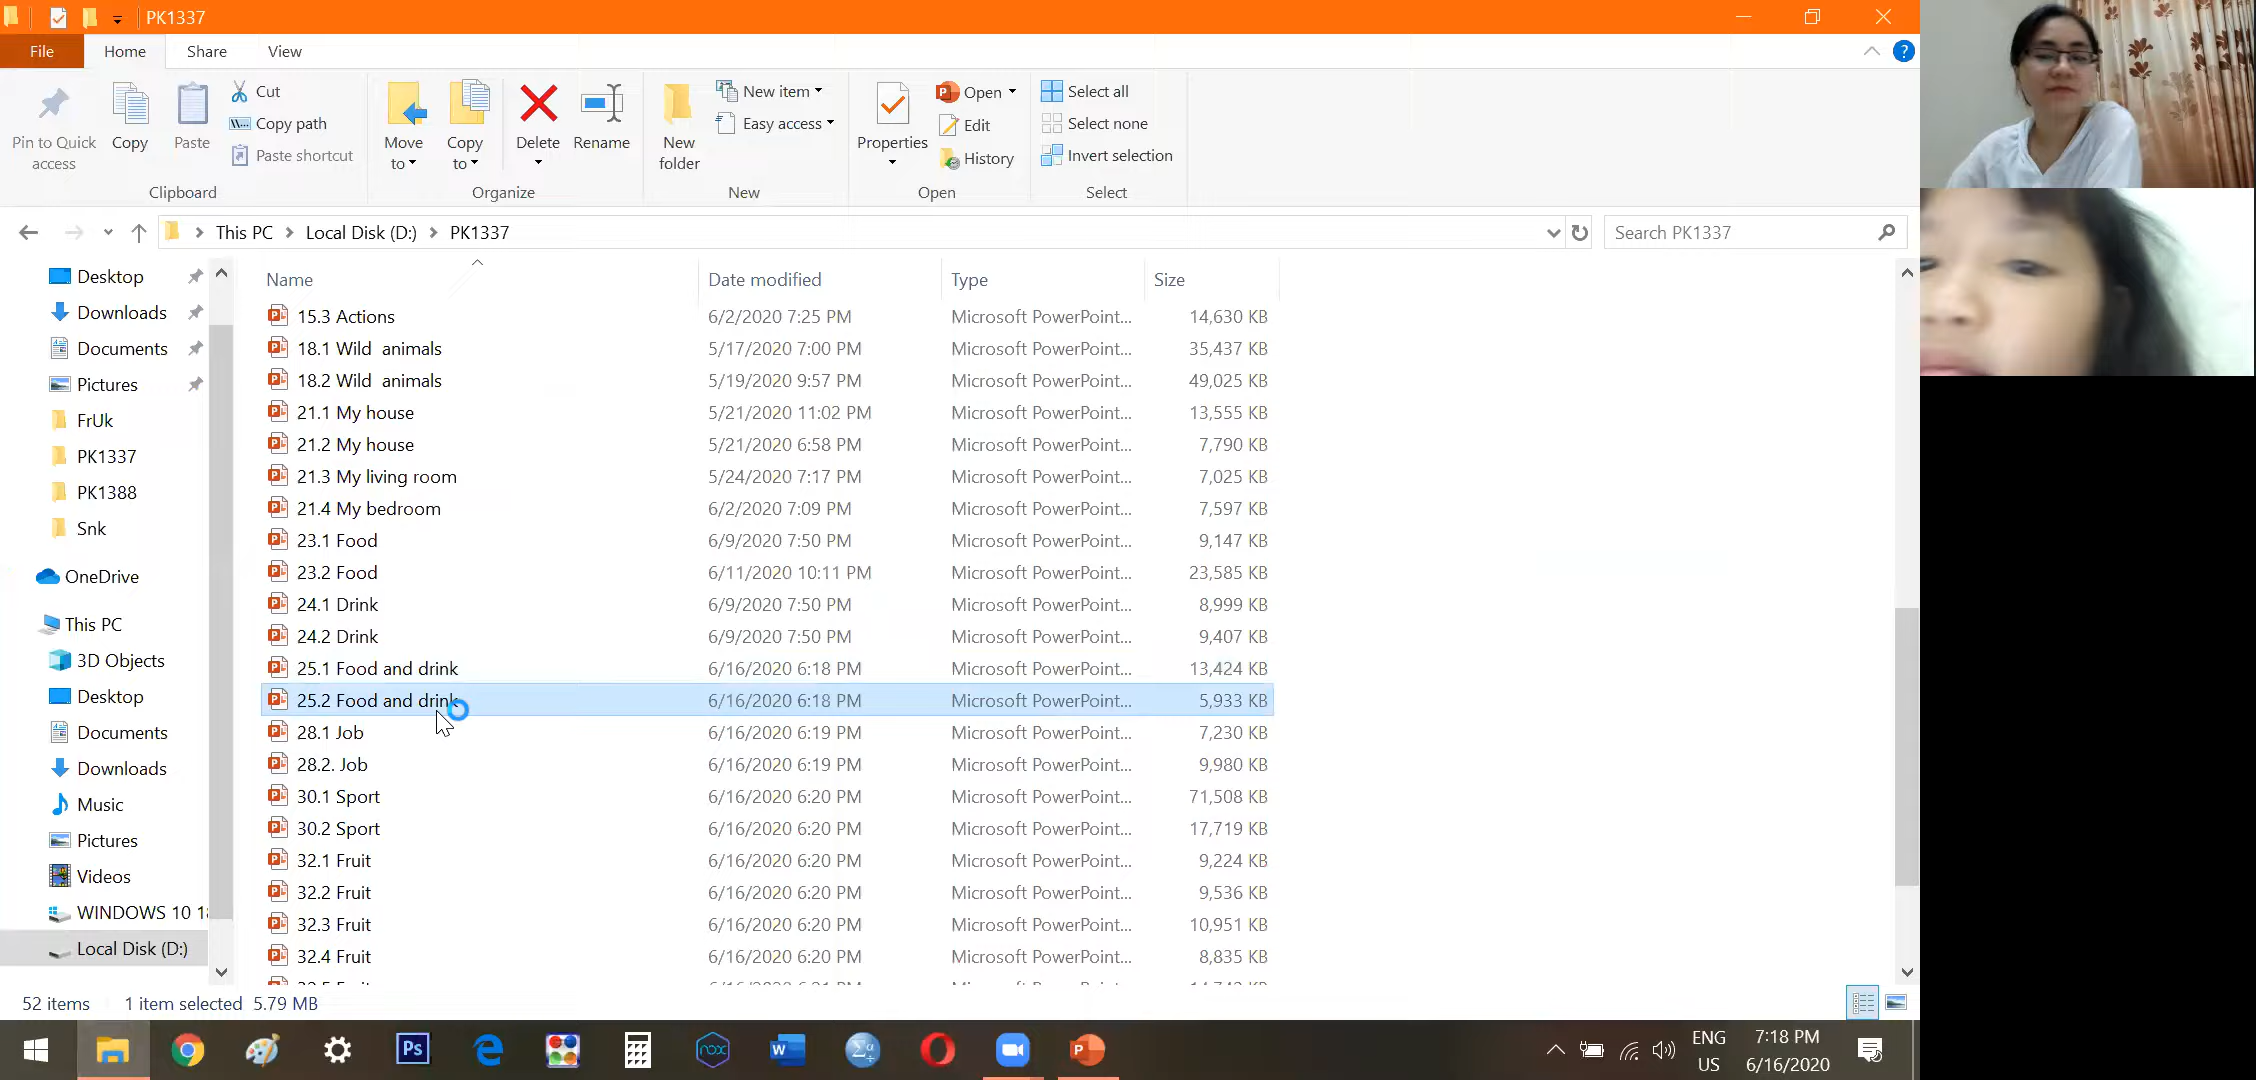 PK1337
File Home Share View
Pin to Quick access
Copy
Paste
Cut
Copy path
Paste shortcut
Clipboard
Move to
Copy to
Delete
Rename
Organize
New folder
New item
Easy access
New
Properties
Open
Edit
History
Open
Select all
Select none
Invert selection
Select
This PC Local Disk (D:) PK1337
Search PK1337
Desktop
Downloads
Documents
Pictures
FrUk
PK1337
PK1388
Snk
OneDrive
This PC
3D Objects
Desktop
Documents
Downloads
Music
Pictures
Videos
WINDOWS 10 18
Local Disk (D:)
Name Date modified Type Size
15.3 Actions 6/2/2020 7:25 PM Microsoft PowerPoint... 14,630 KB
18.1 Wild animals 5/17/2020 7:00 PM Microsoft PowerPoint... 35,437 KB
18.2 Wild animals 5/19/2020 9:57 PM Microsoft PowerPoint... 49,025 KB
21.1 My house 5/21/2020 11:02 PM Microsoft PowerPoint... 13,555 KB
21.2 My house 5/21/2020 6:58 PM Microsoft PowerPoint... 7,790 KB
21.3 My living room 5/24/2020 7:17 PM Microsoft PowerPoint... 7,025 KB
21.4 My bedroom 6/2/2020 7:09 PM Microsoft PowerPoint... 7,597 KB
23.1 Food 6/9/2020 7:50 PM Microsoft PowerPoint... 9,147 KB
23.2 Food 6/11/2020 10:11 PM Microsoft PowerPoint... 23,585 KB
24.1 Drink 6/9/2020 7:50 PM Microsoft PowerPoint... 8,999 KB
24.2 Drink 6/9/2020 7:50 PM Microsoft PowerPoint... 9,407 KB
25.1 Food and drink 6/16/2020 6:18 PM Microsoft PowerPoint... 13,424 KB
25.2 Food and drink 6/16/2020 6:18 PM Microsoft PowerPoint... 5,933 KB
28.1 Job 6/16/2020 6:19 PM Microsoft PowerPoint... 7,230 KB
28.2. Job 6/16/2020 6:19 PM Microsoft PowerPoint... 9,980 KB
30.1 Sport 6/16/2020 6:20 PM Microsoft PowerPoint... 71,508 KB
30.2 Sport 6/16/2020 6:20 PM Microsoft PowerPoint... 17,719 KB
32.1 Fruit 6/16/2020 6:20 PM Microsoft PowerPoint... 9,224 KB
32.2 Fruit 6/16/2020 6:20 PM Microsoft PowerPoint... 9,536 KB
32.3 Fruit 6/16/2020 6:20 PM Microsoft PowerPoint... 10,951 KB
32.4 Fruit 6/16/2020 6:20 PM Microsoft PowerPoint... 8,835 KB
52 items 1 item selected 5.79 MB
Ps
nox
ENG
US
7:18 PM
6/16/2020